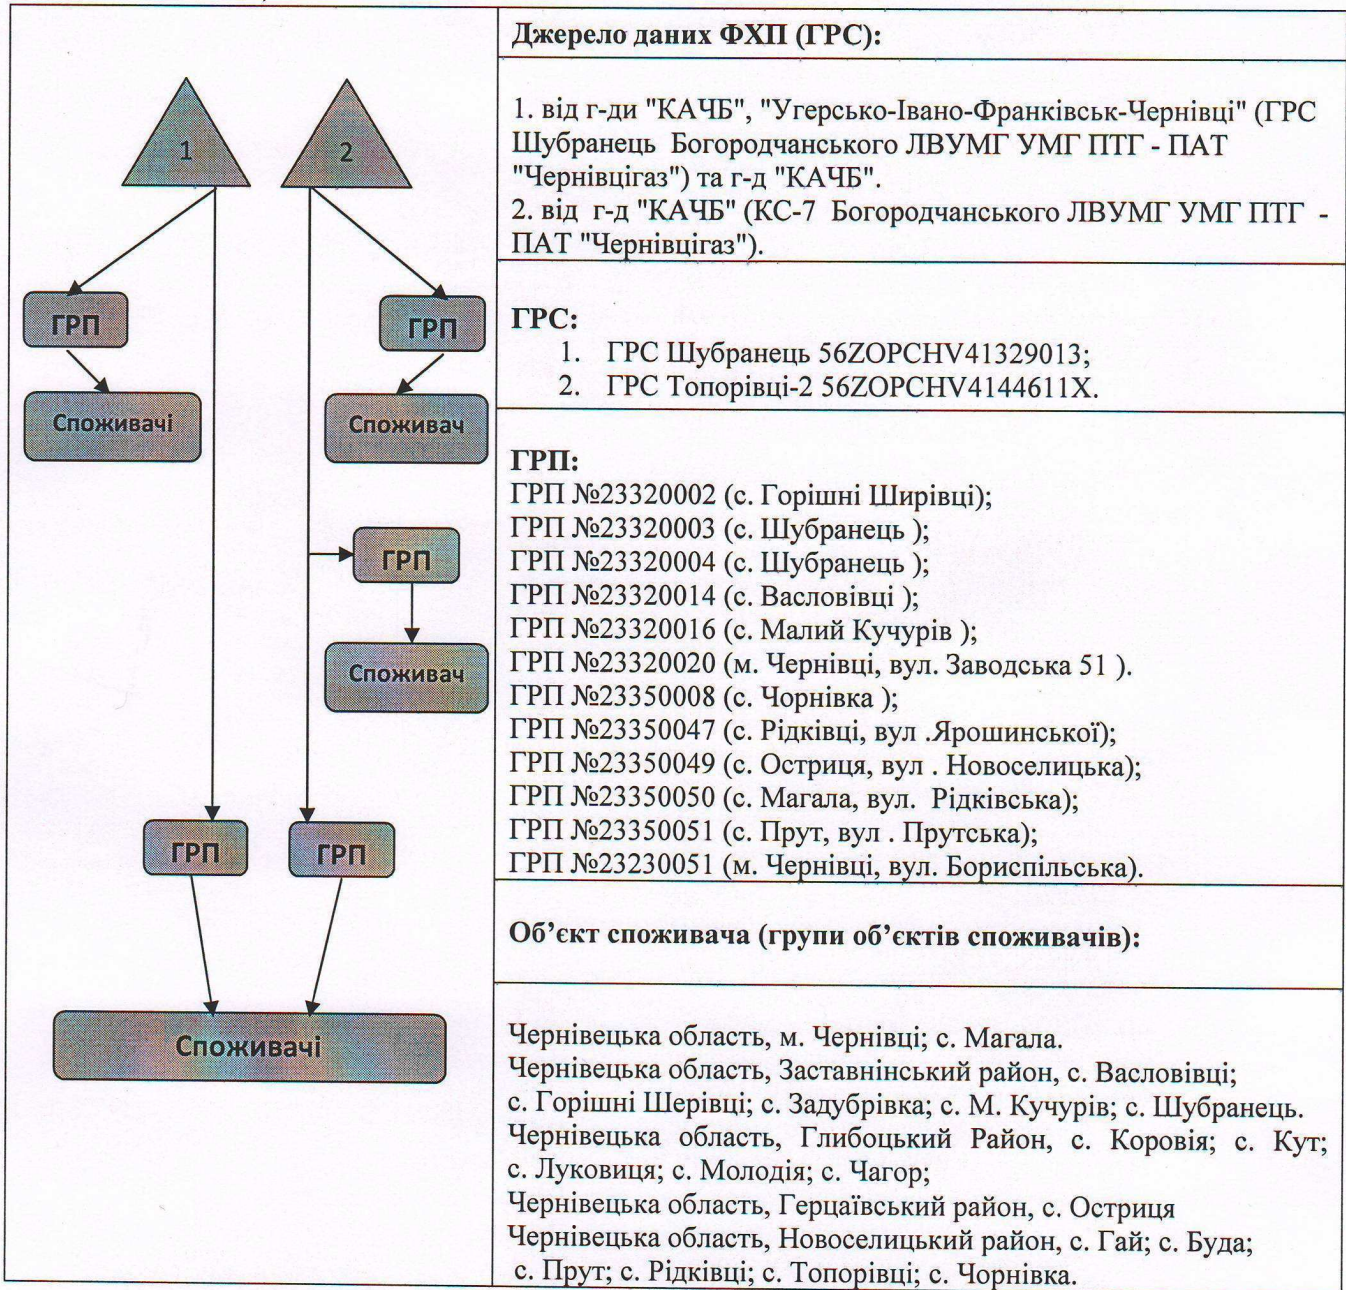 1
2
ГРП
ГРП
Споживачі
Споживач
ГРП
Споживач
ГРП
ГРП
Споживачі
Джерело даних ФХП (ГРС):
1. від г-ди "КАЧБ", "Угерсько-Івано-Франківськ-Чернівці" (ГРС
Шубранець Богородчанського ЛВУМГ УМГ ПТГ - ПАТ
"Чернівцігаз") та г-д "КАЧБ".
2. від г-д "КАЧБ" (КС-7 Богородчанського ЛВУМГ УМГ ПТГ -
ПАТ "Чернівцігаз").
ГРС:
1. ГРС Шубранець 56ZOPCHV41329013;
2. ГРС Топорівці-2 56ZOPCHV4144611X.
ГРП:
ГРП №23320002 (с. Горішні Ширівці);
ГРП №23320003 (с. Шубранець );
ГРП №23320004 (с. Шубранець );
ГРП №23320014 (с. Васловівці );
ГРП №23320016 (с. Малий Кучурів );
ГРП №23320020 (м. Чернівці, вул. Заводська 51 ).
ГРП №23350008 (с. Чорнівка );
ГРП №23350047 (с. Рідківці, вул .Ярошинської);
ГРП №23350049 (с. Остриця, вул . Новоселицька);
ГРП №23350050 (с. Магала, вул. Рідківська);
ГРП №23350051 (с. Прут, вул . Прутська);
ГРП №23230051 (м. Чернівці, вул. Бориспільська).
Об’єкт споживача (групи об’єктів споживачів):
Чернівецька область, м. Чернівці; с. Магала.
Чернівецька область, Заставнінський район, с. Васловівці;
с. Горішні Шерівці; с. Задубрівка; с. М. Кучурів; с. Шубранець.
Чернівецька область, Глибоцький Район, с. Коровія; с. Кут;
с. Луковиця; с. Молодія; с. Чагор;
Чернівецька область, Герцаївський район, с. Остриця
Чернівецька область, Новоселицький район, с. Гай; с. Буда;
с. Прут; с. Рідківці; с. Топорівці; с. Чорнівка.